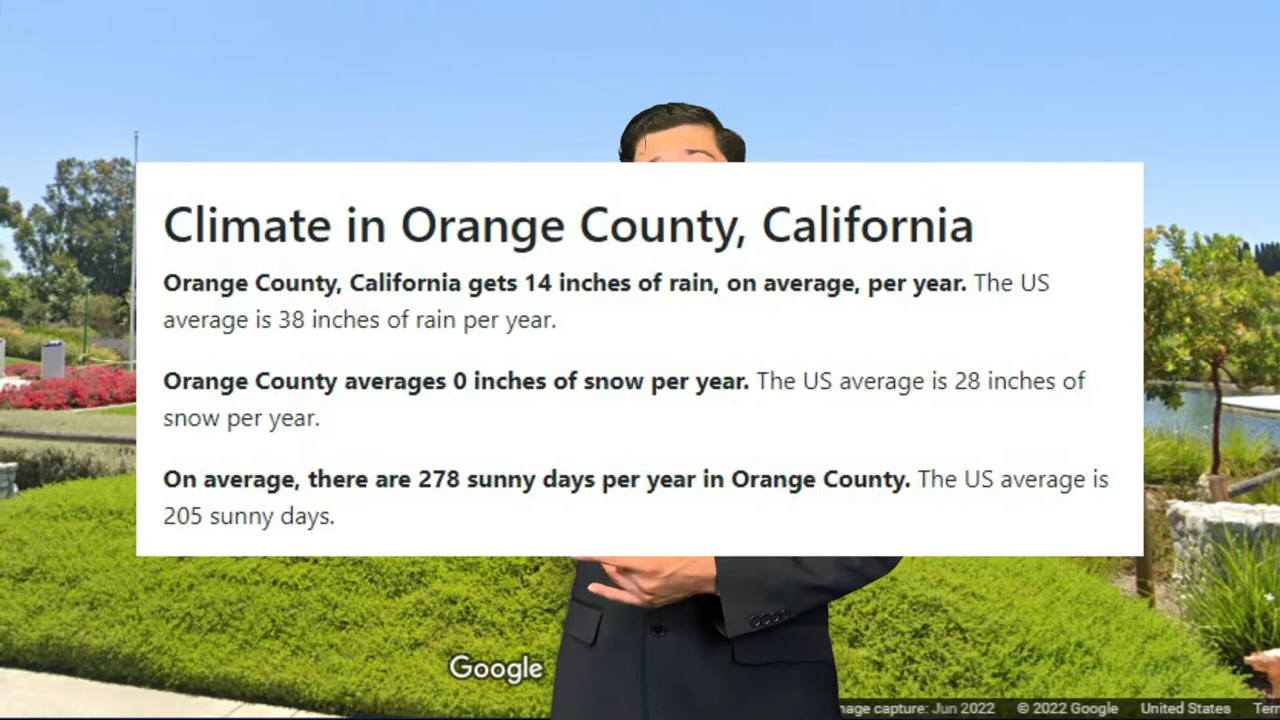 Climate in Orange County, California
Orange County, California gets 14 inches of rain, on average, per year. The US
average is 38 inches of rain per year.
Orange County averages 0 inches of snow per year. The US average is 28 inches of
snow per year.
On average, there are 278 sunny days per year in Orange County. The US average is
205 sunny days.
Google
capture: Jun 2022 © 2022 Google United States